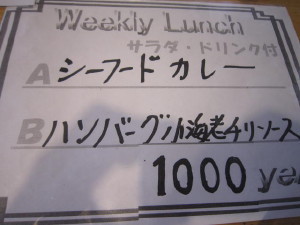 Weekly Lunch
サラダ・ドリンク付
A シーフードカレー
B ハンバーグ小海老チリソース
1000 ye